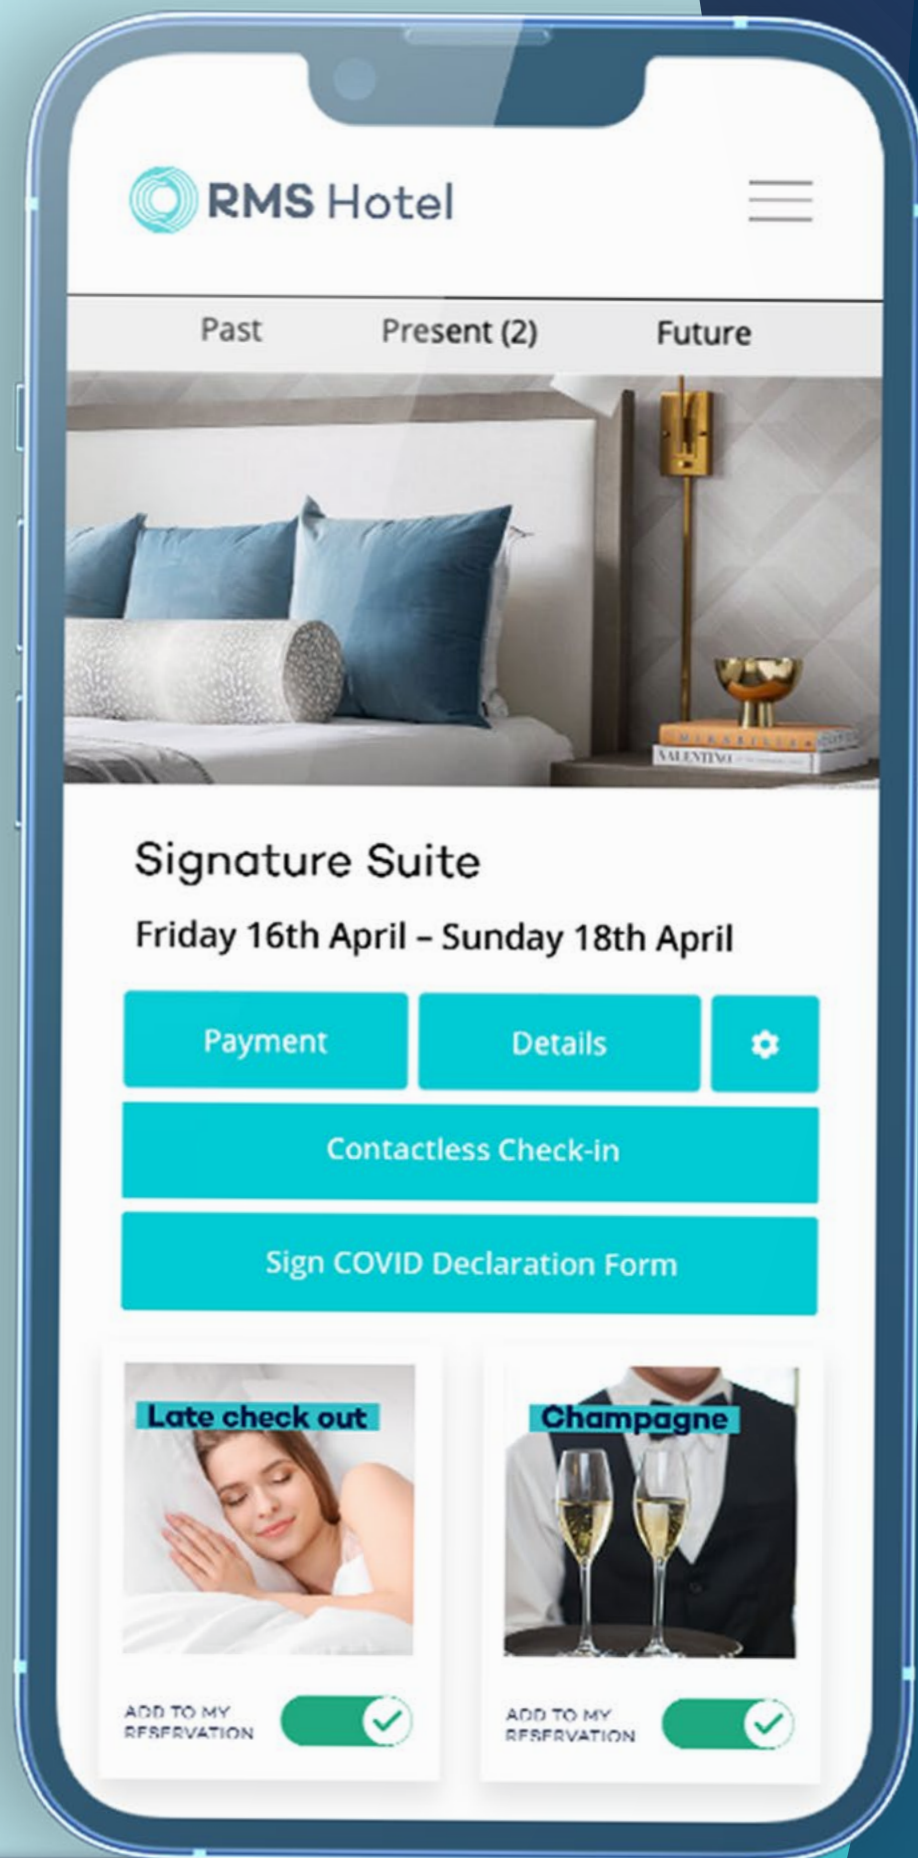 RMS Hotel
Past Present (2) Future
VALENTINO
Signature Suite
Friday 16th April – Sunday 18th April
Payment Details
Contactless Check-in
Sign COVID Declaration Form
Late check out
Champagne
ADD TO MY
RESERVATION
ADD TO MY
RESERVATION